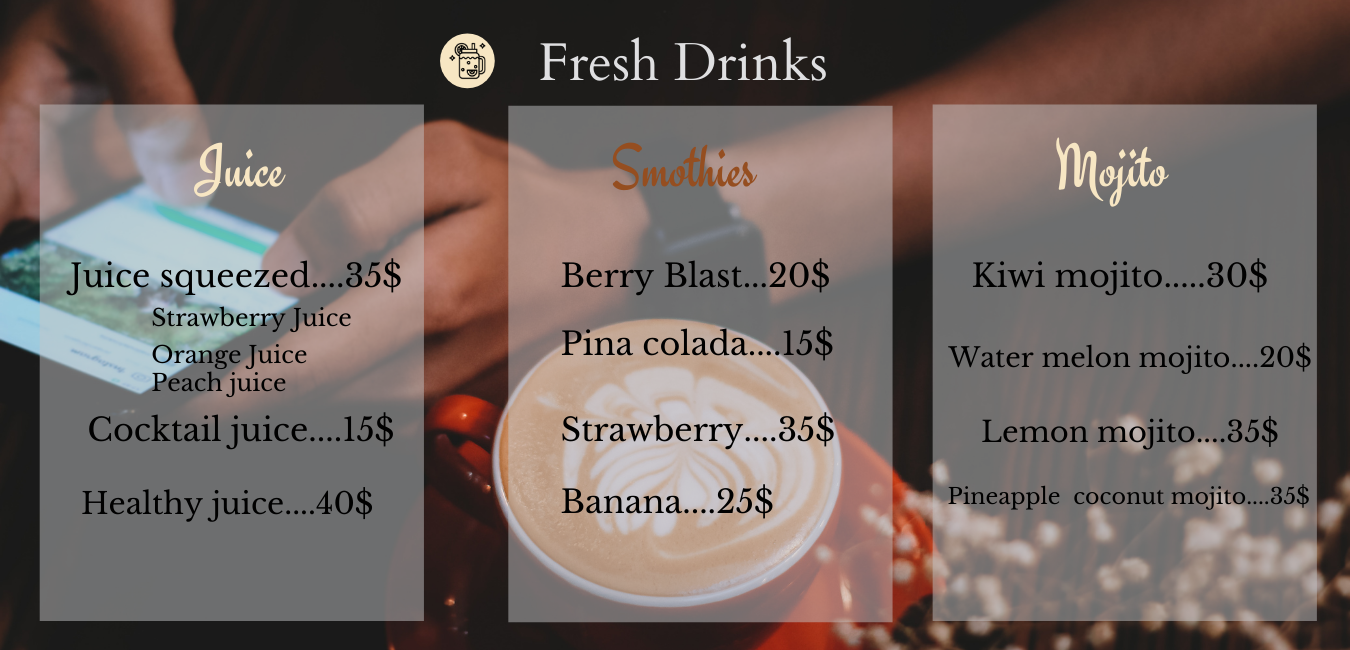 Fresh Drinks
Juice
Juice squeezed....35$
Strawberry Juice
Orange Juice
Peach juice
Cocktail juice....15$
Healthy juice....40$
Smothies
Berry Blast...20$
Pina colada....15$
Strawberry....35$
Banana....25$
Mojito
Kiwi mojito.....30$
Water melon mojito....20$
Lemon mojito....35$
Pineapple  coconut mojito....35$